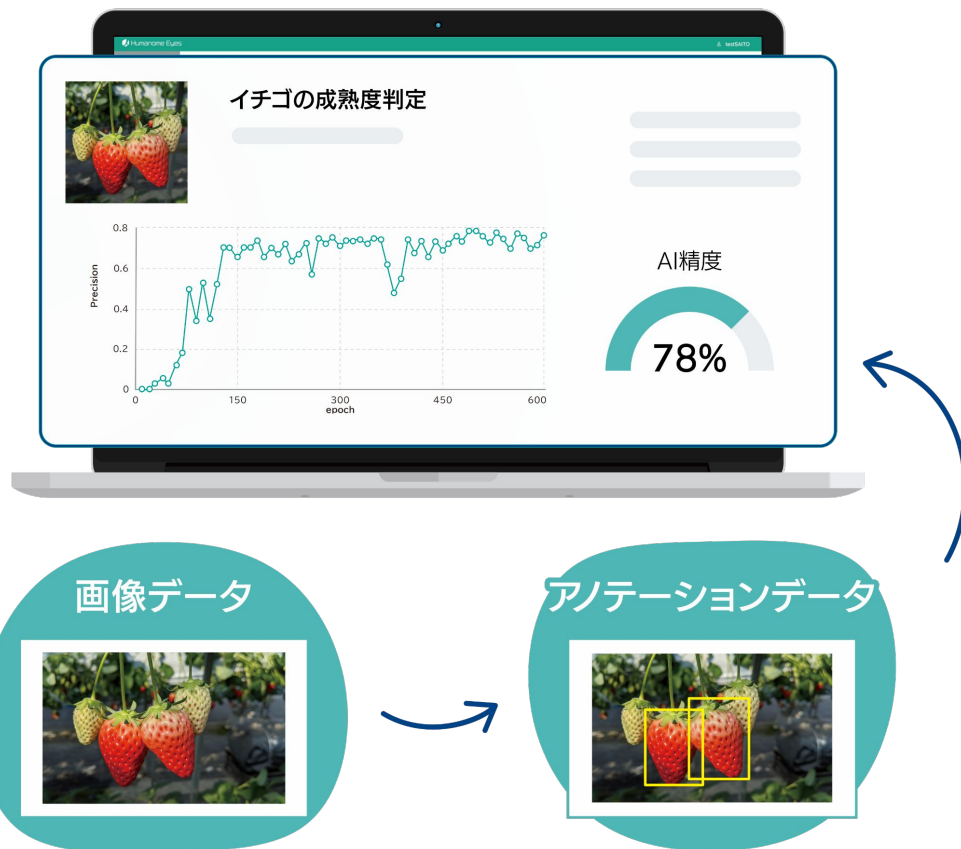 Humanome Eyes
testSAITO
イチゴの成熟度判定
0.8
0.6
0.4
0.2
0
Precision
0
150
300
450
600
epoch
AI精度
78%
画像データ
アノテーションデータ